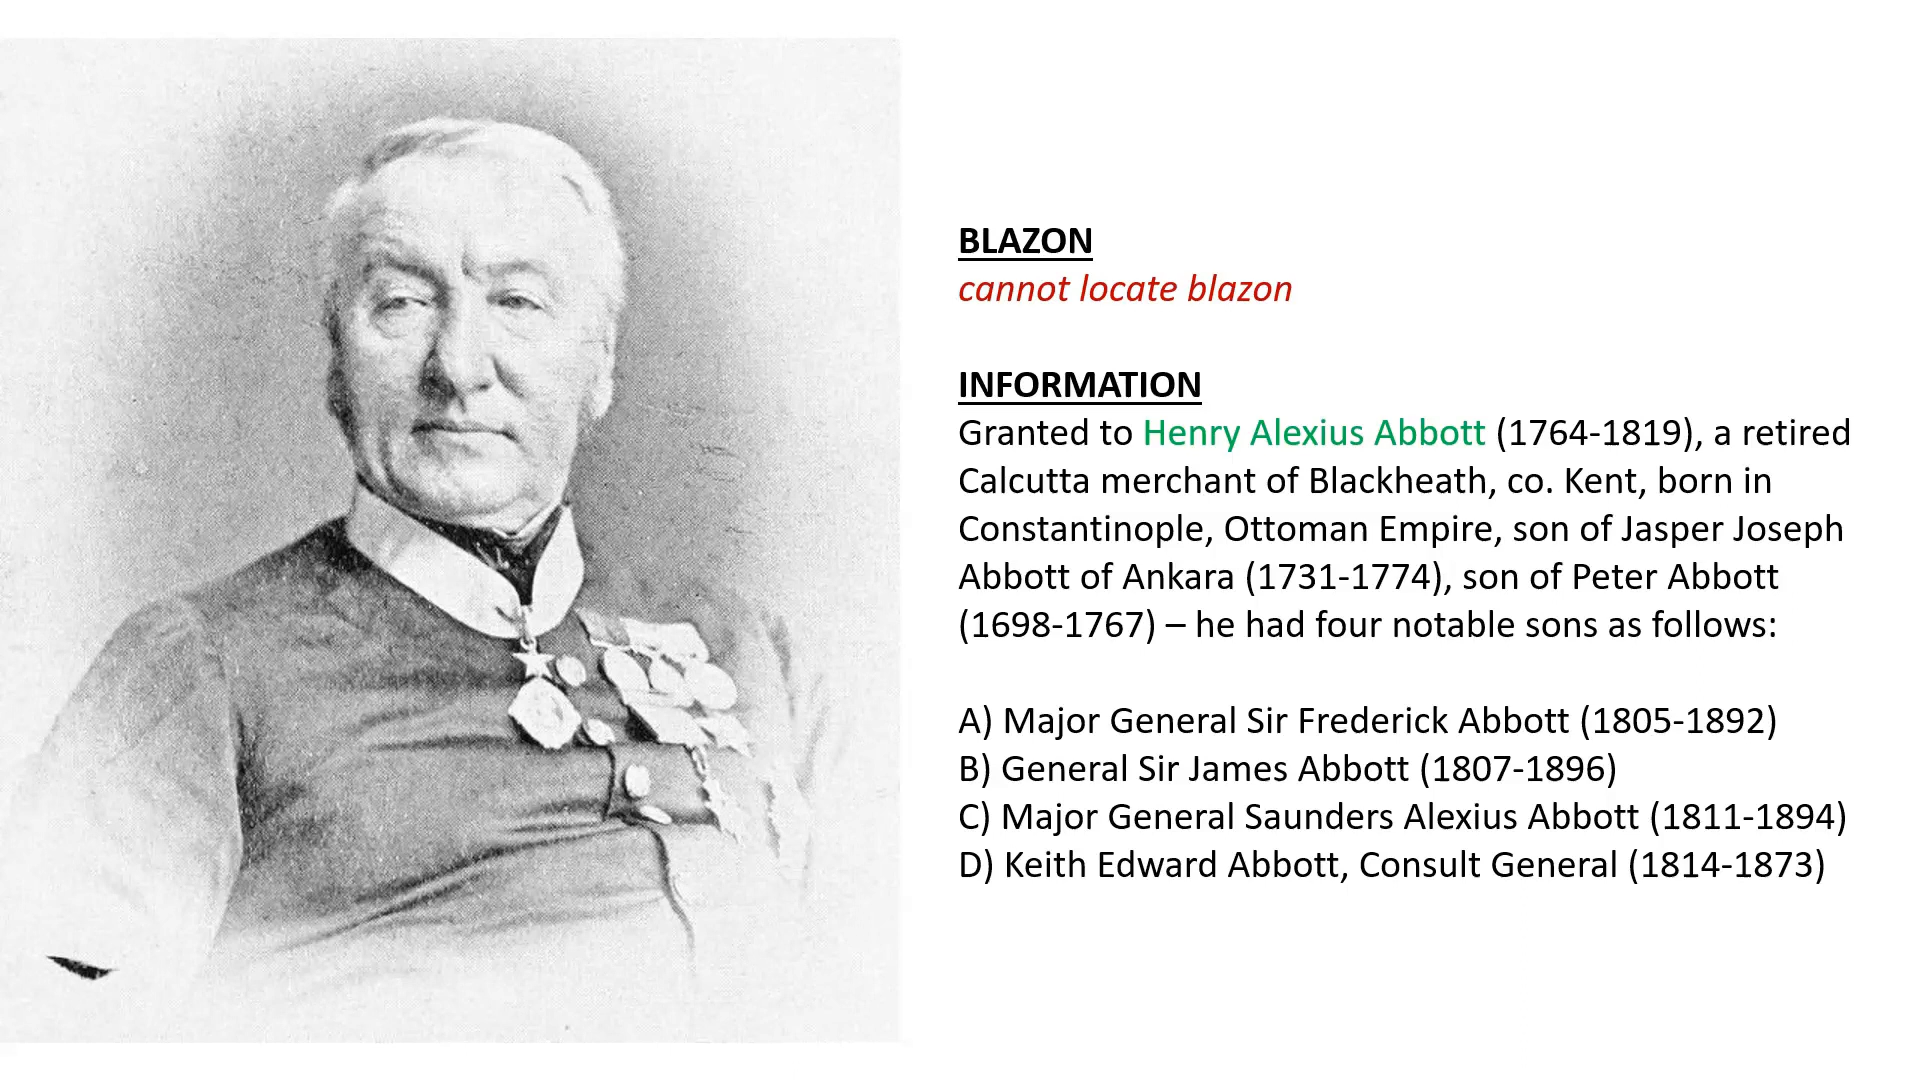 BLAZON
cannot locate blazon
INFORMATION
Granted to Henry Alexius Abbott (1764-1819), a retired
Calcutta merchant of Blackheath, co. Kent, born in
Constantinople, Ottoman Empire, son of Jasper Joseph
Abbott of Ankara (1731-1774), son of Peter Abbott
(1698-1767) – he had four notable sons as follows:
A) Major General Sir Frederick Abbott (1805-1892)
B) General Sir James Abbott (1807-1896)
C) Major General Saunders Alexius Abbott (1811-1894)
D) Keith Edward Abbott, Consult General (1814-1873)